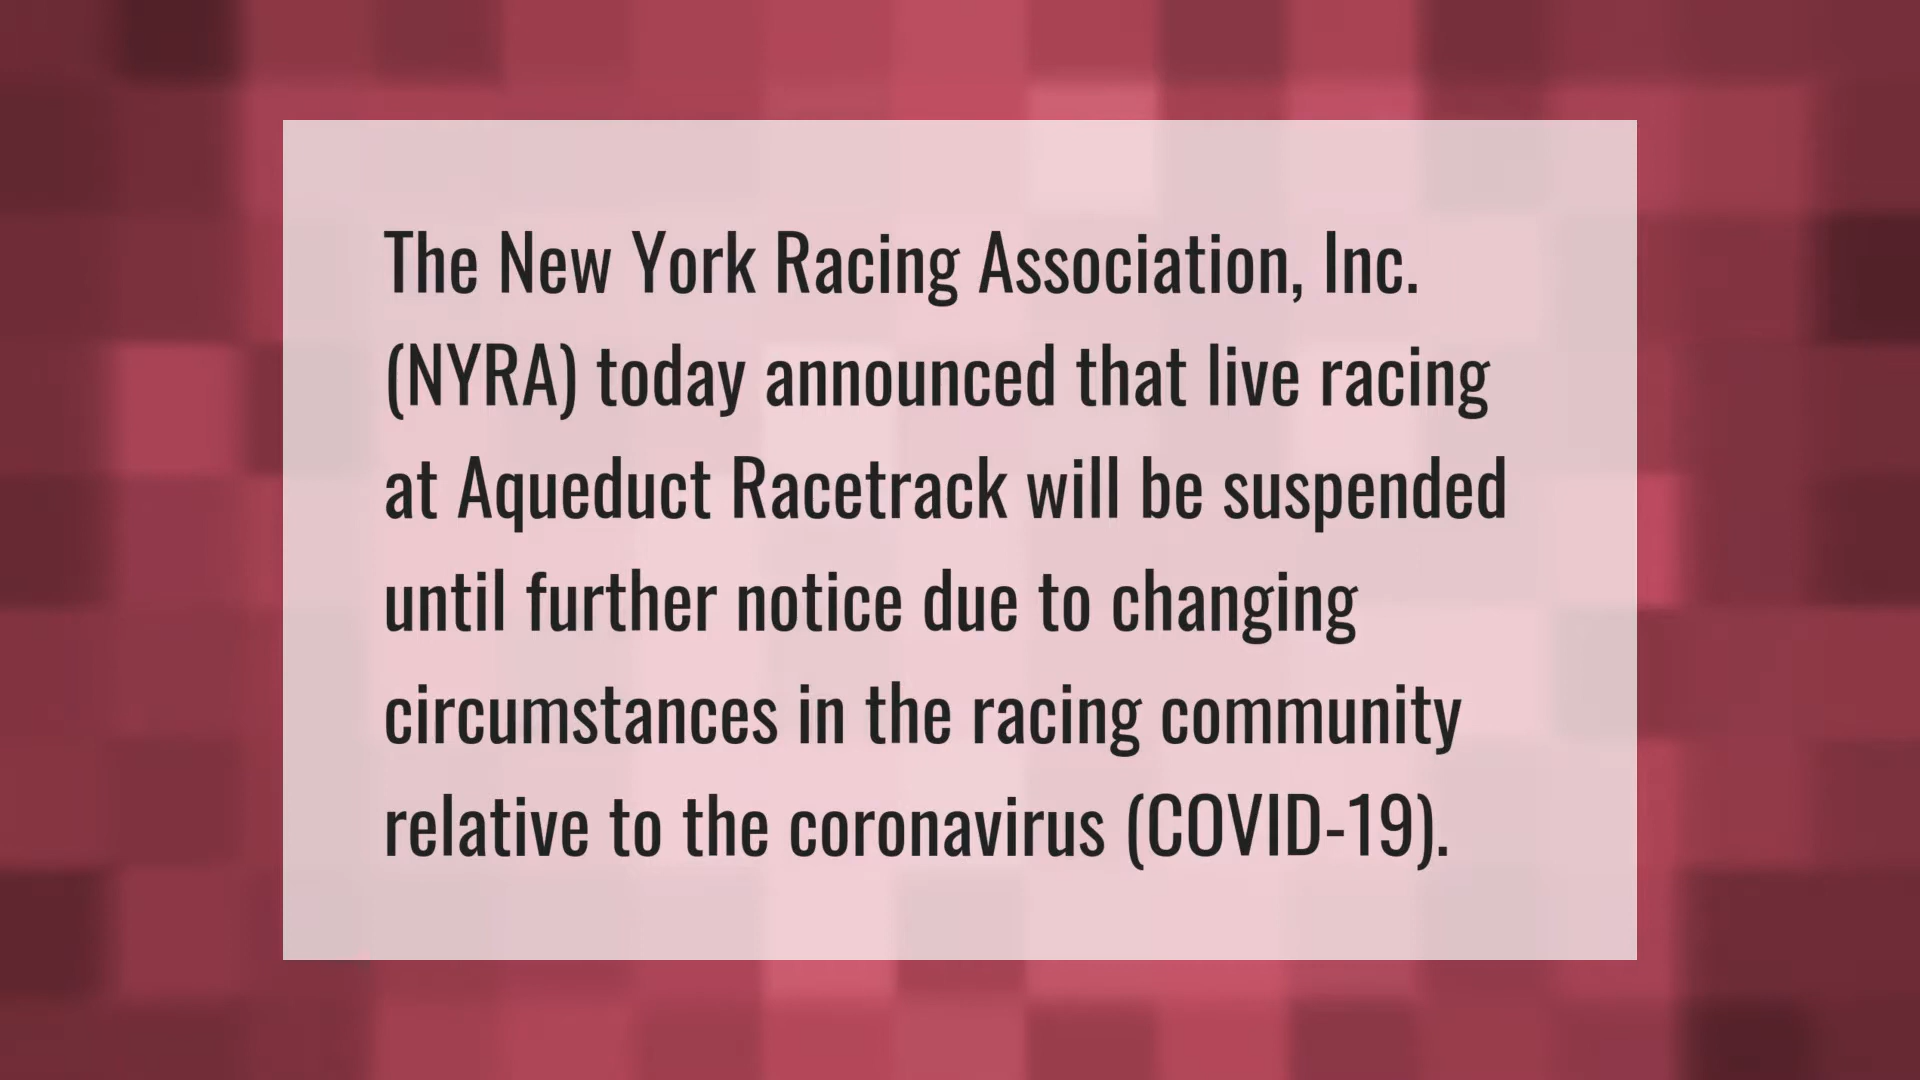 The New York Racing Association, Inc.
(NYRA) today announced that live racing
at Aqueduct Racetrack will be suspended
until further notice due to changing
circumstances in the racing community
relative to the coronavirus (COVID-19).